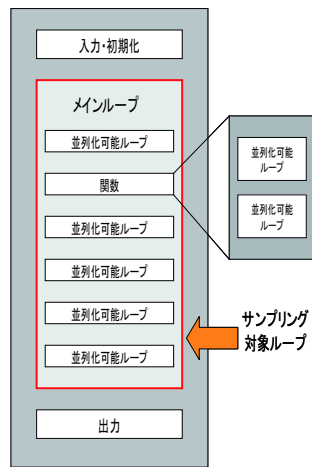 入力・初期化
メインループ
並列化可能ループ
関数
並列化可能ループ
並列化可能ループ
並列化可能ループ
並列化可能ループ
出力
並列化可能
ループ
並列化可能
ループ
サンプリング
対象ループ